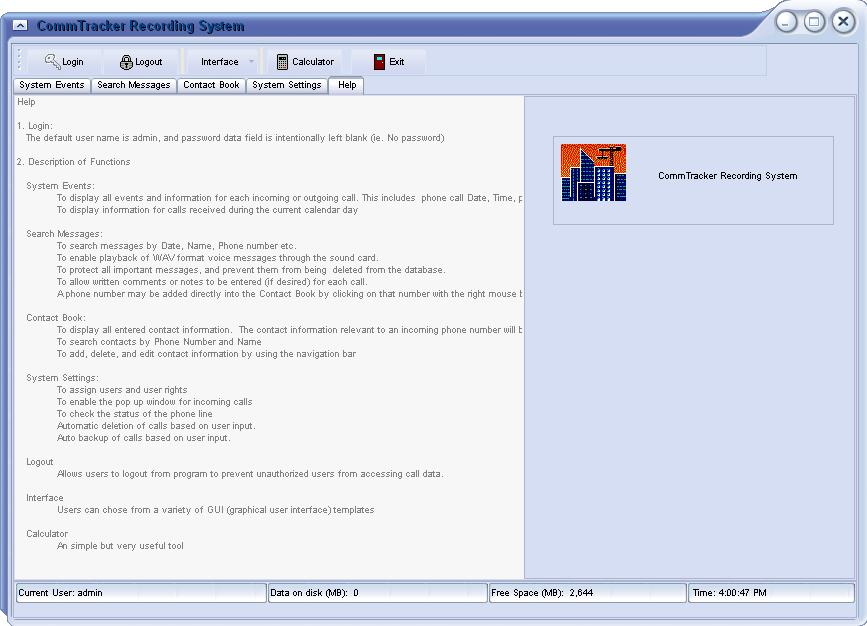 CommTracker Recording System
Login Logout Interface Calculator Exit
System Events Search Messages Contact Book System Settings Help
Help
1. Login:
The default user name is admin, and password data field is intentionally left blank (ie. No password)
2. Description of Functions
System Events:
To display all events and information for each incoming or outgoing call. This includes phone call Date, Time, p
To display information for calls received during the current calendar day
Search Messages:
To search messages by Date, Name, Phone number etc.
To enable playback of WAV format voice messages through the sound card.
To protect all important messages, and prevent them from being deleted from the database.
To allow written comments or notes to be entered (if desired) for each call.
A phone number may be added directly into the Contact Book by clicking on that number with the right mouse b
Contact Book:
To display all entered contact information. The contact information relevant to an incoming phone number will b
To search contacts by Phone Number and Name
To add, delete, and edit contact information by using the navigation bar
System Settings:
To assign users and user rights
To enable the pop up window for incoming calls
To check the status of the phone line
Automatic deletion of calls based on user input.
Auto backup of calls based on user input.
Logout
Allows users to logout from program to prevent unauthorized users from accessing call data.
Interface
Users can chose from a variety of GUI (graphical user interface) templates
Calculator
An simple but very useful tool
CommTracker Recording System
Current User: admin Data on disk (MB): 0 Free Space (MB): 2,644 Time: 4:00:47 PM